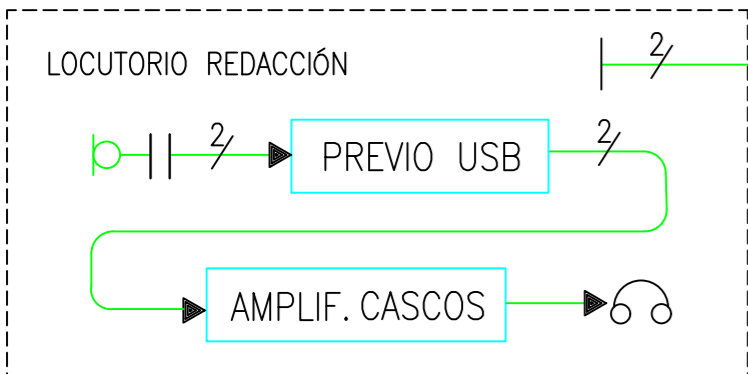 LOCUTORIO REDACCIÓN
2
2
PREVIO USB
2
AMPLIF. CASCOS